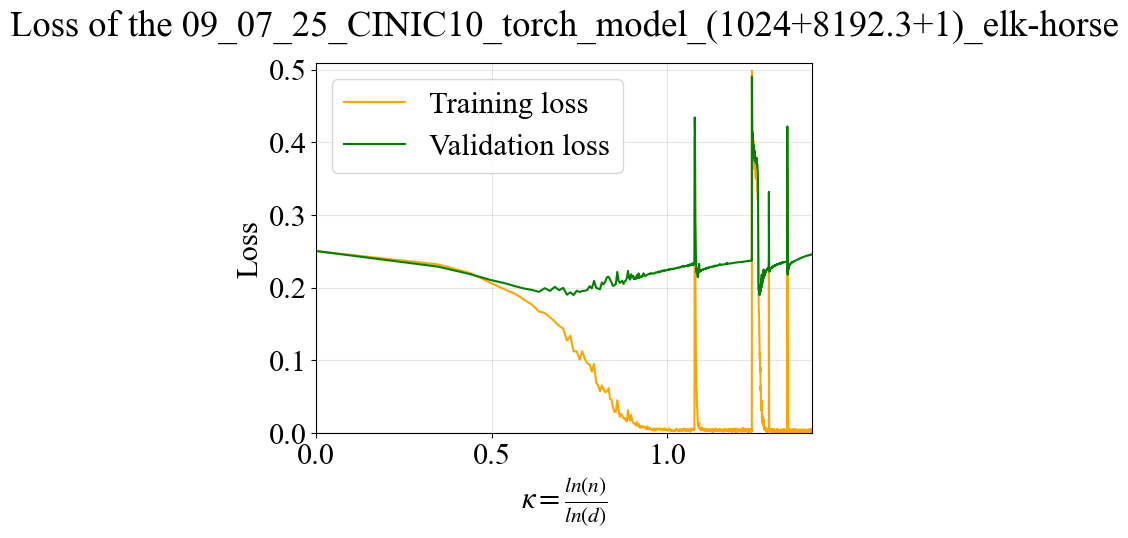 Loss of the 09_07_25_CINIC10_torch_model_(1024+8192.3+1)_elk-horse
0.5
0.4
0.3
0.2
0.1
0.0
Loss
Training loss
Validation loss
0.0 0.5 1.0
κ = ln(n)/ln(d)